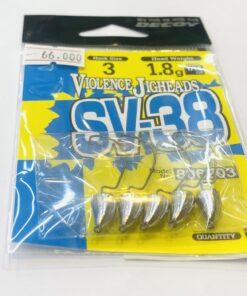 DECOY
66.000
Hook Size
Head Weight
3
1.8g
VIOLENCE JIGHEADS
SV-38
QUANTITY